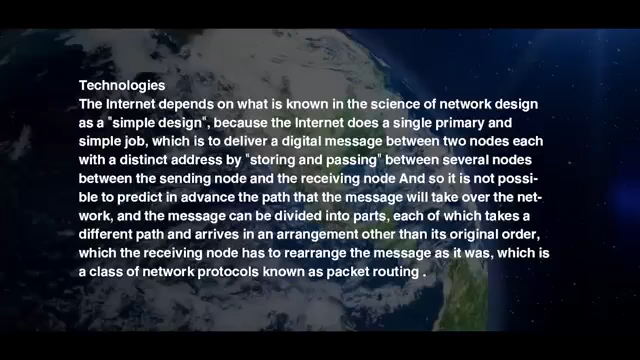 Technologies
The Internet depends on what is known in the science of network design
as a "simple design", because the Internet does a single primary and
simple job, which is to deliver a digital message between two nodes each
with a distinct address by "storing and passing" between several nodes
between the sending node and the receiving node And so it is not possi-
ble to predict in advance the path that the message will take over the net-
work, and the message can be divided into parts, each of which takes a
different path and arrives in an arrangement other than its original order,
which the receiving node has to rearrange the message as it was, which is
a class of network protocols known as packet routing .